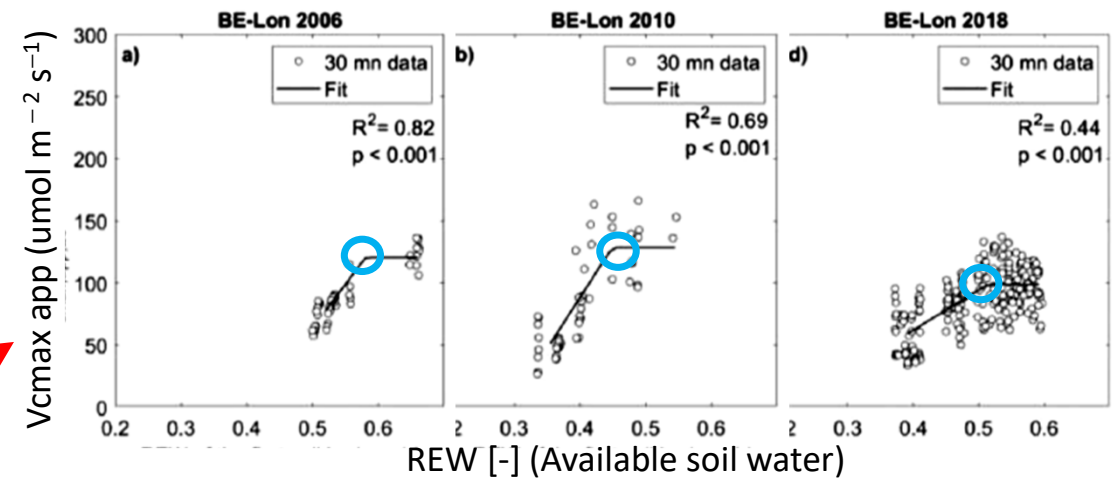 BE-Lon 2006
BE-Lon 2010
BE-Lon 2018
Vcmax app (umol m⁻² s⁻¹)
300
250
200
150
100
50
0
a)
30 mn data
Fit
R²= 0.82
p < 0.001
b)
30 mn data
Fit
R²= 0.69
p < 0.001
d)
30 mn data
Fit
R²= 0.44
p < 0.001
0.2 0.3 0.4 0.5 0.6
2 0.3 0.4 0.5 0.6
2 0.3 0.4 0.5 0.6
REW [-] (Available soil water)